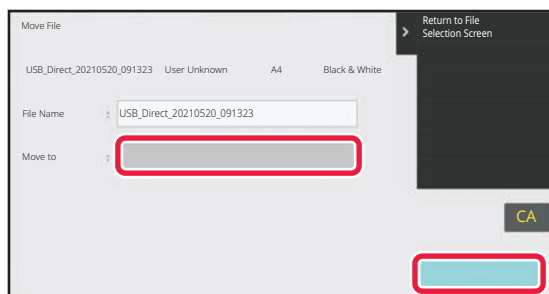 Move File
Return to File
Selection Screen
USB_Direct_20210520_091323 User Unknown A4 Black & White
File Name : USB_Direct_20210520_091323
Move to :
CA